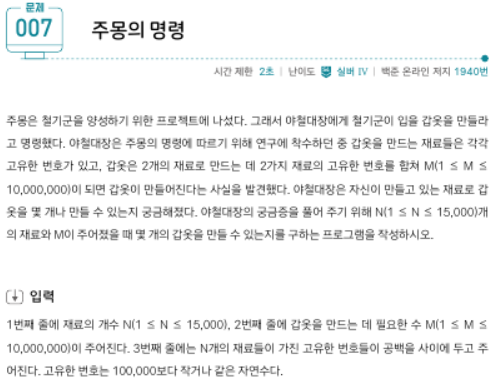 문제
007
주몽의 명령
시간 제한 2초 | 난이도 실버 IV | 백준 온라인 저지 1940번
주몽은 철기군을 양성하기 위한 프로젝트에 나섰다. 그래서 야철대장에게 철기군이 입을 갑옷을 만들라
고 명령했다. 야철대장은 주몽의 명령에 따르기 위해 연구에 착수하던 중 갑옷을 만드는 재료들은 각각
고유한 번호가 있고, 갑옷은 2개의 재료로 만드는 데 2가지 재료의 고유한 번호를 합쳐 M(1 ≤ M ≤
10,000,000)이 되면 갑옷이 만들어진다는 사실을 발견했다. 야철대장은 자신이 만들고 있는 재료로 갑
옷을 몇 개나 만들 수 있는지 궁금해졌다. 야철대장의 궁금증을 풀어 주기 위해 N(1 ≤ N ≤ 15,000)개
의 재료와 M이 주어졌을 때 몇 개의 갑옷을 만들 수 있는지를 구하는 프로그램을 작성하시오.
입력
1번째 줄에 재료의 개수 N(1 ≤ N ≤ 15,000), 2번째 줄에 갑옷을 만드는 데 필요한 수 M(1 ≤ M ≤
10,000,000)이 주어진다. 3번째 줄에는 N개의 재료들이 가진 고유한 번호들이 공백을 사이에 두고 주
어진다. 고유한 번호는 100,000보다 작거나 같은 자연수다.